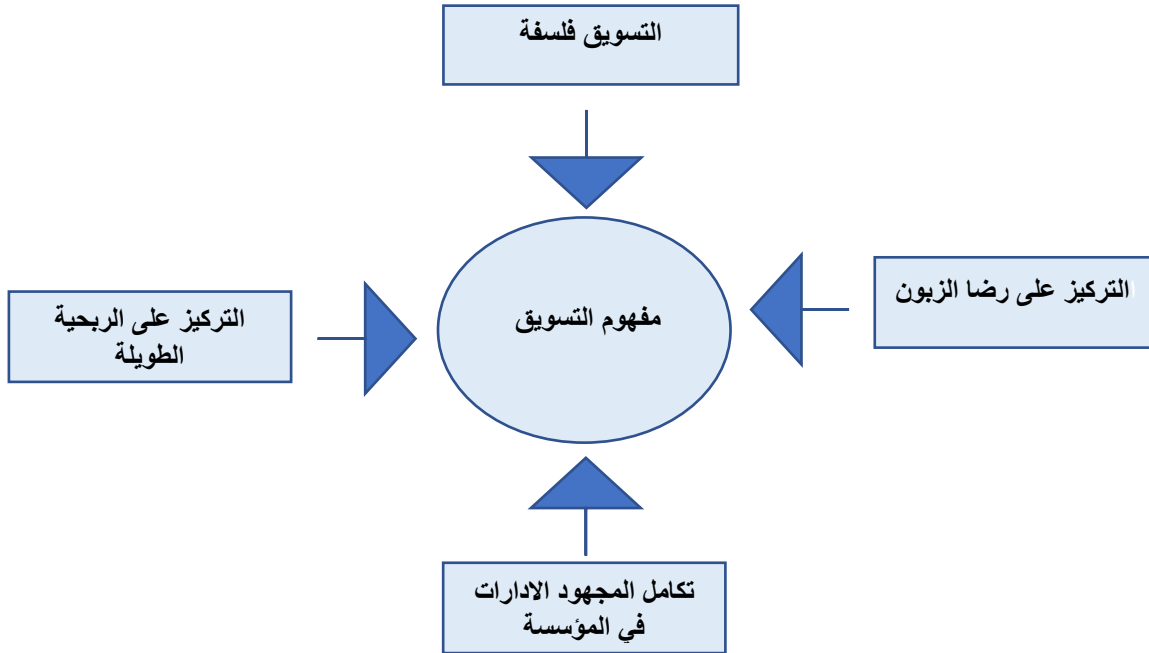 التسويق فلسفة
التركيز على رضا الزبون
مفهوم التسويق
التركيز على الربحية
الطويلة
تكامل المجهود الادارات
في المؤسسة